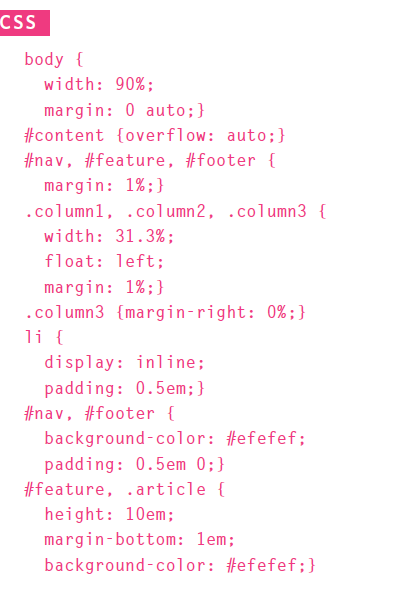 CSS
body {
width: 90%;
margin: 0 auto;}
#content {overflow: auto;}
#nav, #feature, #footer {
margin: 1%;}
.column1, .column2, .column3 {
width: 31.3%;
float: left;
margin: 1%;}
.column3 {margin-right: 0%;}
li {
display: inline;
padding: 0.5em;}
#nav, #footer {
background-color: #efefef;
padding: 0.5em 0;}
#feature, .article {
height: 10em;
margin-bottom: 1em;
background-color: #efefef;}